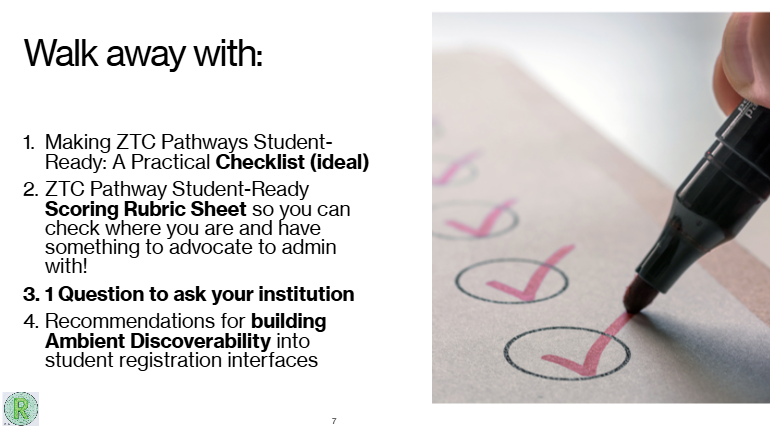 Walk away with:
1. Making ZTC Pathways Student-
Ready: A Practical Checklist (ideal)
2. ZTC Pathway Student-Ready
Scoring Rubric Sheet so you can
check where you are and have
something to advocate to admin
with!
3. 1 Question to ask your institution
4. Recommendations for building
Ambient Discoverability into
student registration interfaces
R
7